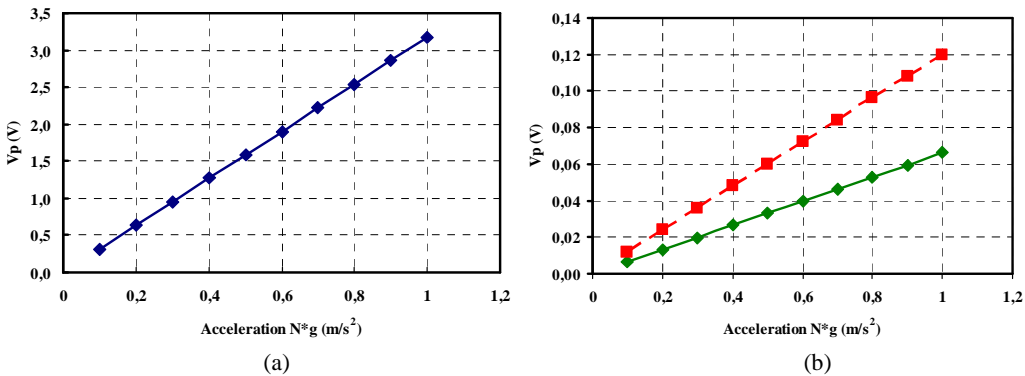 3,5
3,0
2,5
2,0
1,5
1,0
0,5
0,0
Vp (V)
0 0,2 0,4 0,6 0,8 1 1,2
Acceleration N*g (m/s²)
(a)
0,14
0,12
0,10
0,08
0,06
0,04
0,02
0,00
Vp (V)
0 0,2 0,4 0,6 0,8 1 1,2
Acceleration N*g (m/s²)
(b)